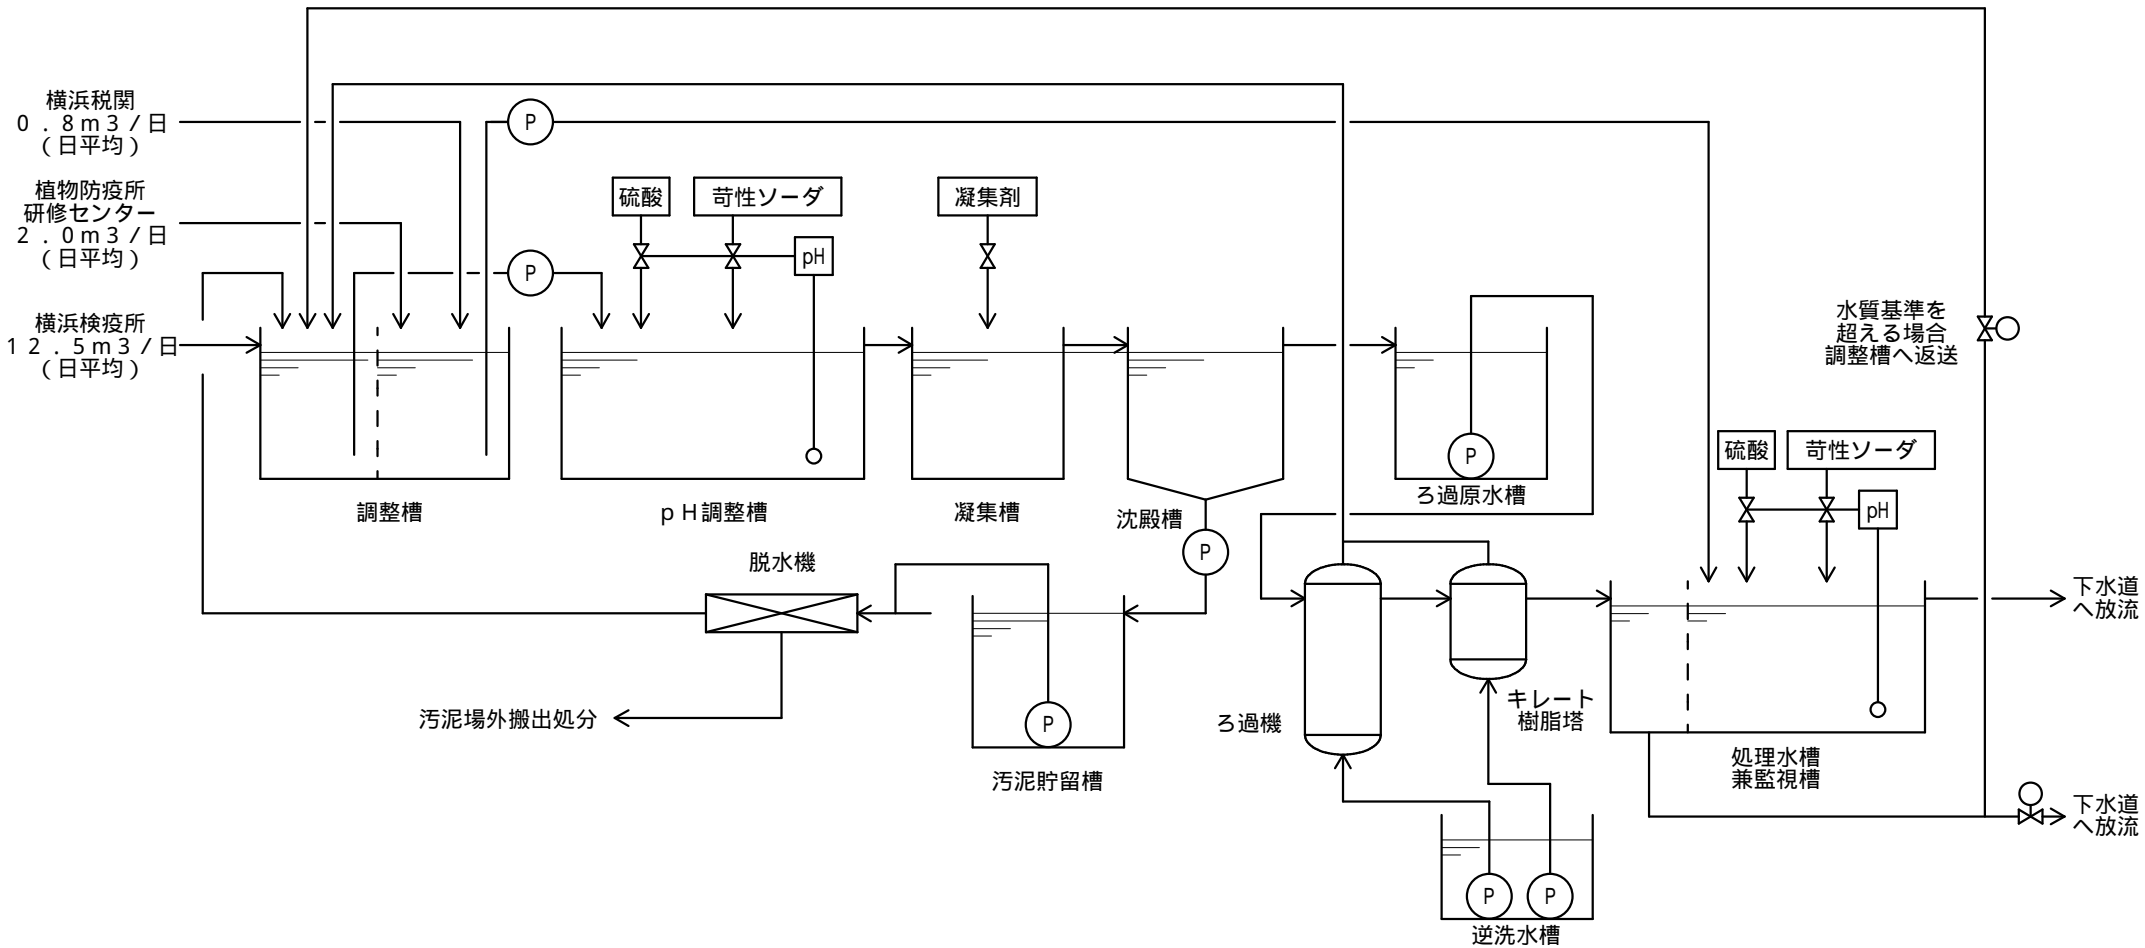 横浜税関
０．８ｍ３／日
（日平均）
植物防疫所
研修センター
２．０ｍ３／日
（日平均）
横浜検疫所
１２．５ｍ３／日
（日平均）
P
P
硫酸
苛性ソーダ
pH
凝集剤
水質基準を
超える場合
調整槽へ返送
P
硫酸
苛性ソーダ
pH
調整槽
ｐＨ調整槽
凝集槽
沈殿槽
ろ過原水槽
P
脱水機
下水道
へ放流
汚泥場外搬出処分
P
汚泥貯留槽
ろ過機
キレート
樹脂塔
処理水槽
兼監視槽
下水道
へ放流
P
P
逆洗水槽